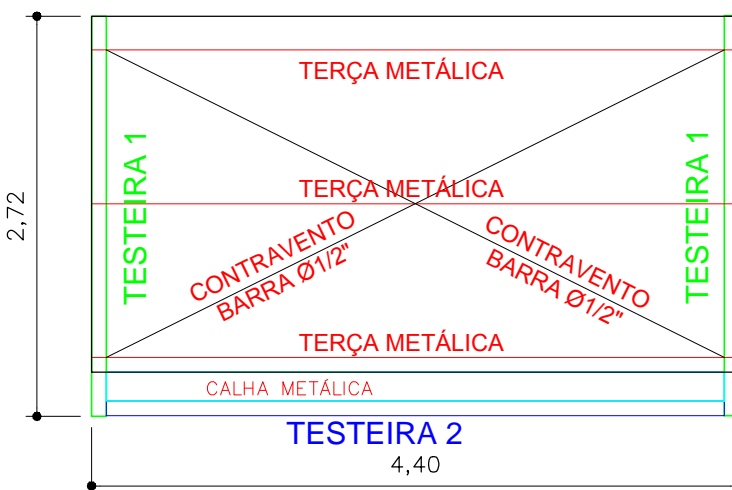 TERÇA METÁLICA
TESTEIRA 1
TESTEIRA 1
2,72
TERÇA METÁLICA
CONTRAVENTO
BARRA Ø1/2"
CONTRAVENTO
BARRA Ø1/2"
TERÇA METÁLICA
CALHA METÁLICA
TESTEIRA 2
4,40